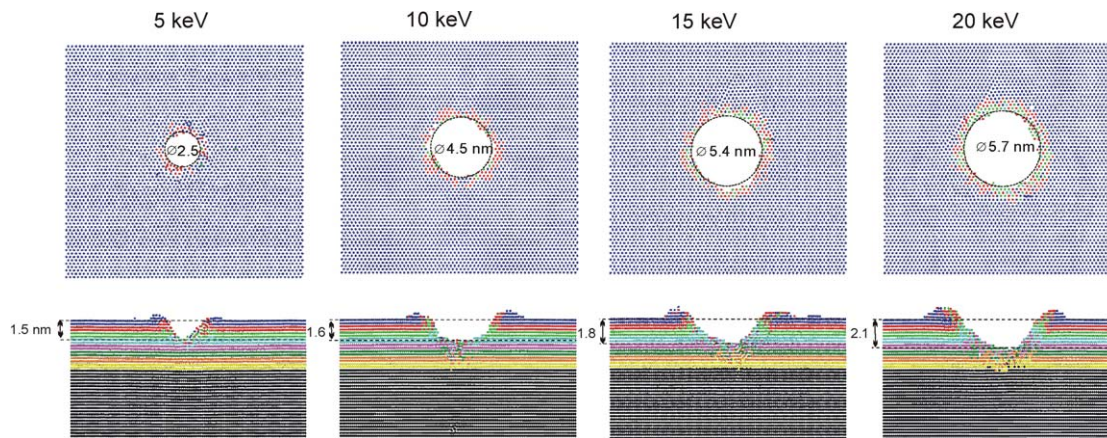 5 keV
10 keV
15 keV
20 keV
∅2.5
∅4.5 nm
∅5.4 nm
∅5.7 nm
1.5 nm
1.6
1.8
2.1